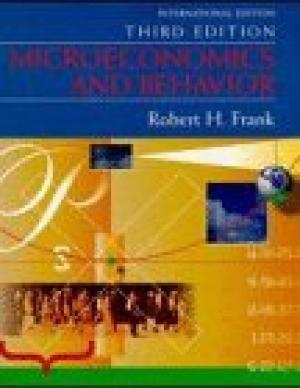 INTERNATIONAL EDITION
THIRD EDITION
MICROECONOMICS
AND BEHAVIOR
Robert H. Frank
P
S